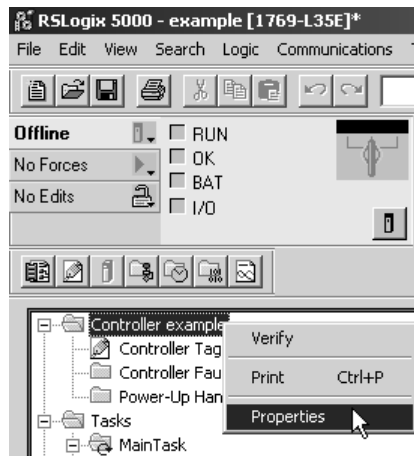 RSLogix 5000 - example [1769-L35E]*
File Edit View Search Logic Communications
Offline
RUN
No Forces
OK
BAT
No Edits
I/O
Controller example
Controller Tag
Controller Fau
Power-Up Han
Tasks
MainTask
Verify
Print Ctrl+P
Properties